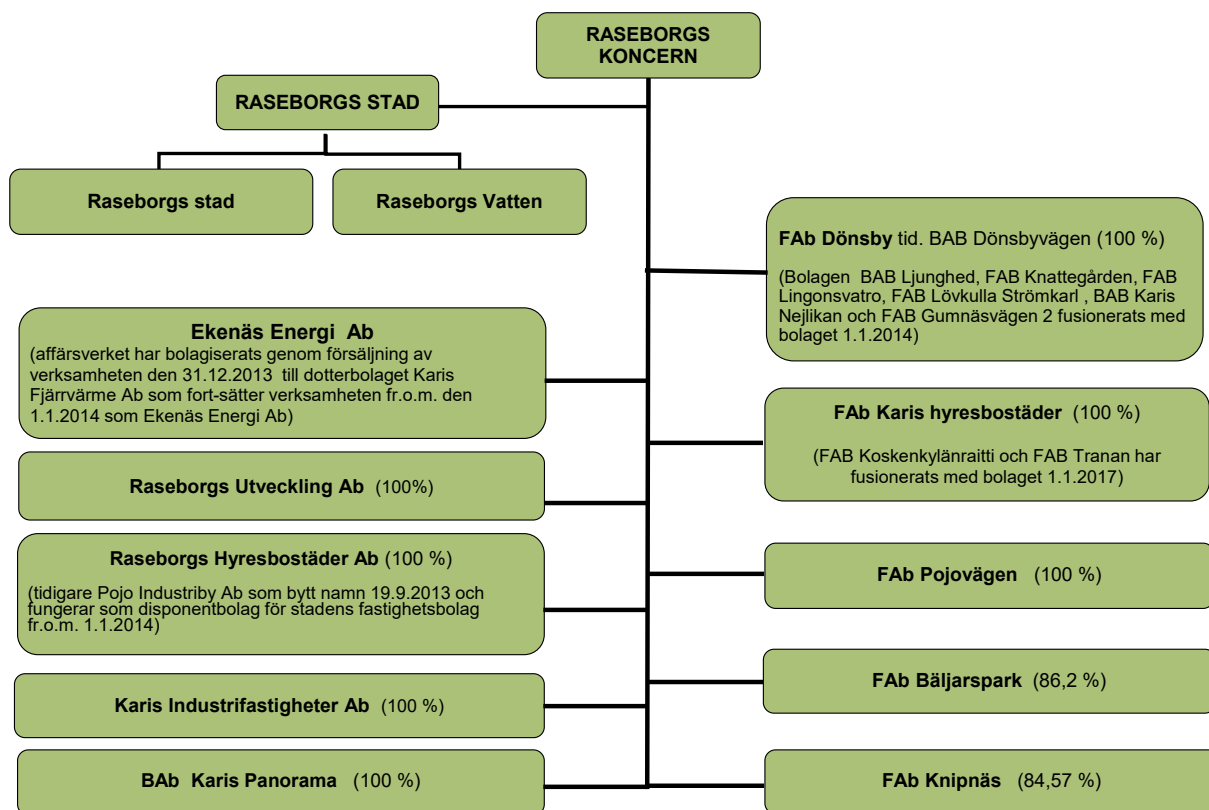 RASEBORGS
KONCERN
RASEBORGS STAD
Raseborgs stad
Raseborgs Vatten
FAb Dönsby tid. BAB Dönsbyvägen (100 %)
(Bolagen BAB Ljunghed, FAB Knattegården, FAB
Lingonsvatro, FAB Lövkulla Strömkarl , BAB Karis
Nejlikan och FAB Gumnäsvägen 2 fusionerats med
bolaget 1.1.2014)
Ekenäs Energi Ab
(affärsverket har bolagiserats genom försäljning av
verksamheten den 31.12.2013 till dotterbolaget Karis
Fjärrvärme Ab som fort-sätter verksamheten fr.o.m. den
1.1.2014 som Ekenäs Energi Ab)
FAb Karis hyresbostäder (100 %)
(FAB Koskenkylänraitti och FAB Tranan har
fusionerats med bolaget 1.1.2017)
Raseborgs Utveckling Ab (100%)
Raseborgs Hyresbostäder Ab (100 %)
(tidigare Pojo Industriby Ab som bytt namn 19.9.2013 och
fungerar som disponentbolag för stadens fastighetsbolag
fr.o.m. 1.1.2014)
FAb Pojovägen (100 %)
FAb Bäljarspark (86,2 %)
Karis Industrifastigheter Ab (100 %)
BAb Karis Panorama (100 %)
FAb Knipnäs (84,57 %)